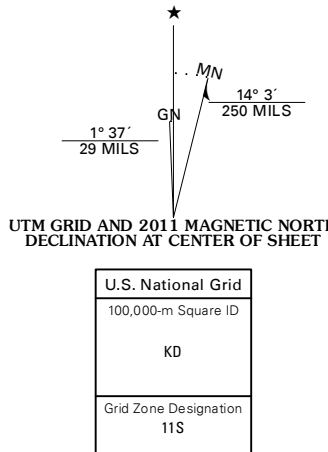 ★
MN
GN
1° 37´
29 MILS
14° 3´
250 MILS
UTM GRID AND 2011 MAGNETIC NORTH
DECLINATION AT CENTER OF SHEET
U.S. National Grid
100,000-m Square ID
KD
Grid Zone Designation
11S